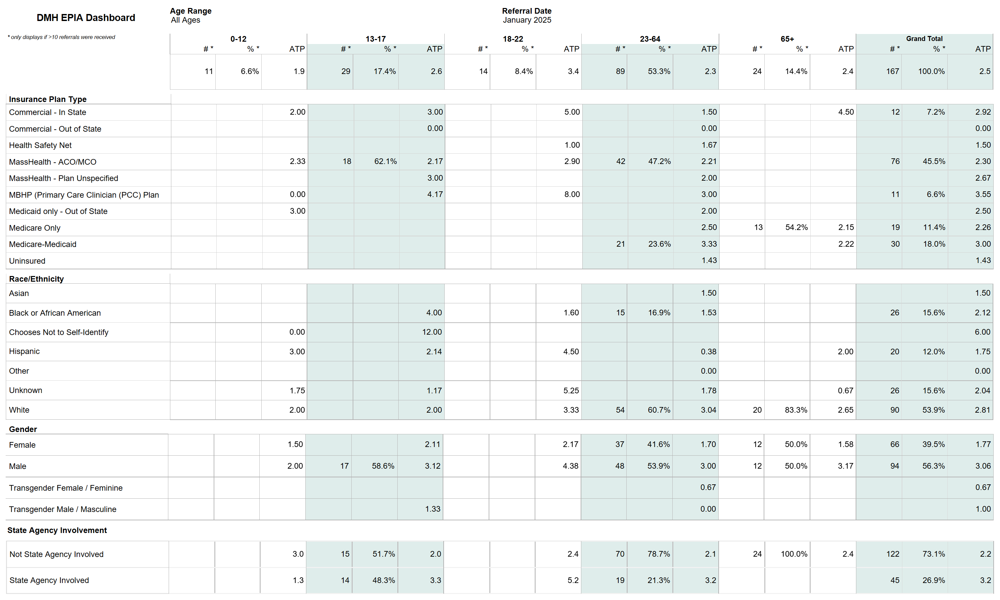 Age Range Referral Date
DMH EPIA Dashboard All Ages January 2025
* only displays if >10 referrals were received
0-12 13-17 18-22 23-64 65+ Grand Total
# * % * ATP # * % * ATP # * % * ATP # * % * ATP # * % * ATP # * % * ATP
11 6.6% 1.9 29 17.4% 2.6 14 8.4% 3.4 89 53.3% 2.3 24 14.4% 2.4 167 100.0% 2.5
Insurance Plan Type
Commercial - In State 2.00 3.00 5.00 1.50 4.50 12 7.2% 2.92
Commercial - Out of State 0.00 0.00 0.00
Health Safety Net 1.00 1.67 1.50
MassHealth - ACO/MCO 2.33 18 62.1% 2.17 2.90 42 47.2% 2.21 76 45.5% 2.30
MassHealth - Plan Unspecified 3.00 2.00 2.67
MBHP (Primary Care Clinician (PCC) Plan 0.00 4.17 8.00 3.00 11 6.6% 3.55
Medicaid only - Out of State 3.00 2.00 2.50
Medicare Only 2.50 13 54.2% 2.15 19 11.4% 2.26
Medicare-Medicaid 21 23.6% 3.33 2.22 30 18.0% 3.00
Uninsured 1.43 1.43
Race/Ethnicity
Asian 1.50 1.50
Black or African American 4.00 1.60 15 16.9% 1.53 26 15.6% 2.12
Chooses Not to Self-Identify 0.00 12.00 6.00
Hispanic 3.00 2.14 4.50 0.38 2.00 20 12.0% 1.75
Other 0.00 0.00
Unknown 1.75 1.17 5.25 1.78 0.67 26 15.6% 2.04
White 2.00 2.00 3.33 54 60.7% 3.04 20 83.3% 2.65 90 53.9% 2.81
Gender
Female 1.50 2.11 2.17 37 41.6% 1.70 12 50.0% 1.58 66 39.5% 1.77
Male 2.00 17 58.6% 3.12 4.38 48 53.9% 3.00 12 50.0% 3.17 94 56.3% 3.06
Transgender Female / Feminine 0.67 0.67
Transgender Male / Masculine 1.33 0.00 1.00
State Agency Involvement
Not State Agency Involved 3.0 15 51.7% 2.0 2.4 70 78.7% 2.1 24 100.0% 2.4 122 73.1% 2.2
State Agency Involved 1.3 14 48.3% 3.3 5.2 19 21.3% 3.2 45 26.9% 3.2